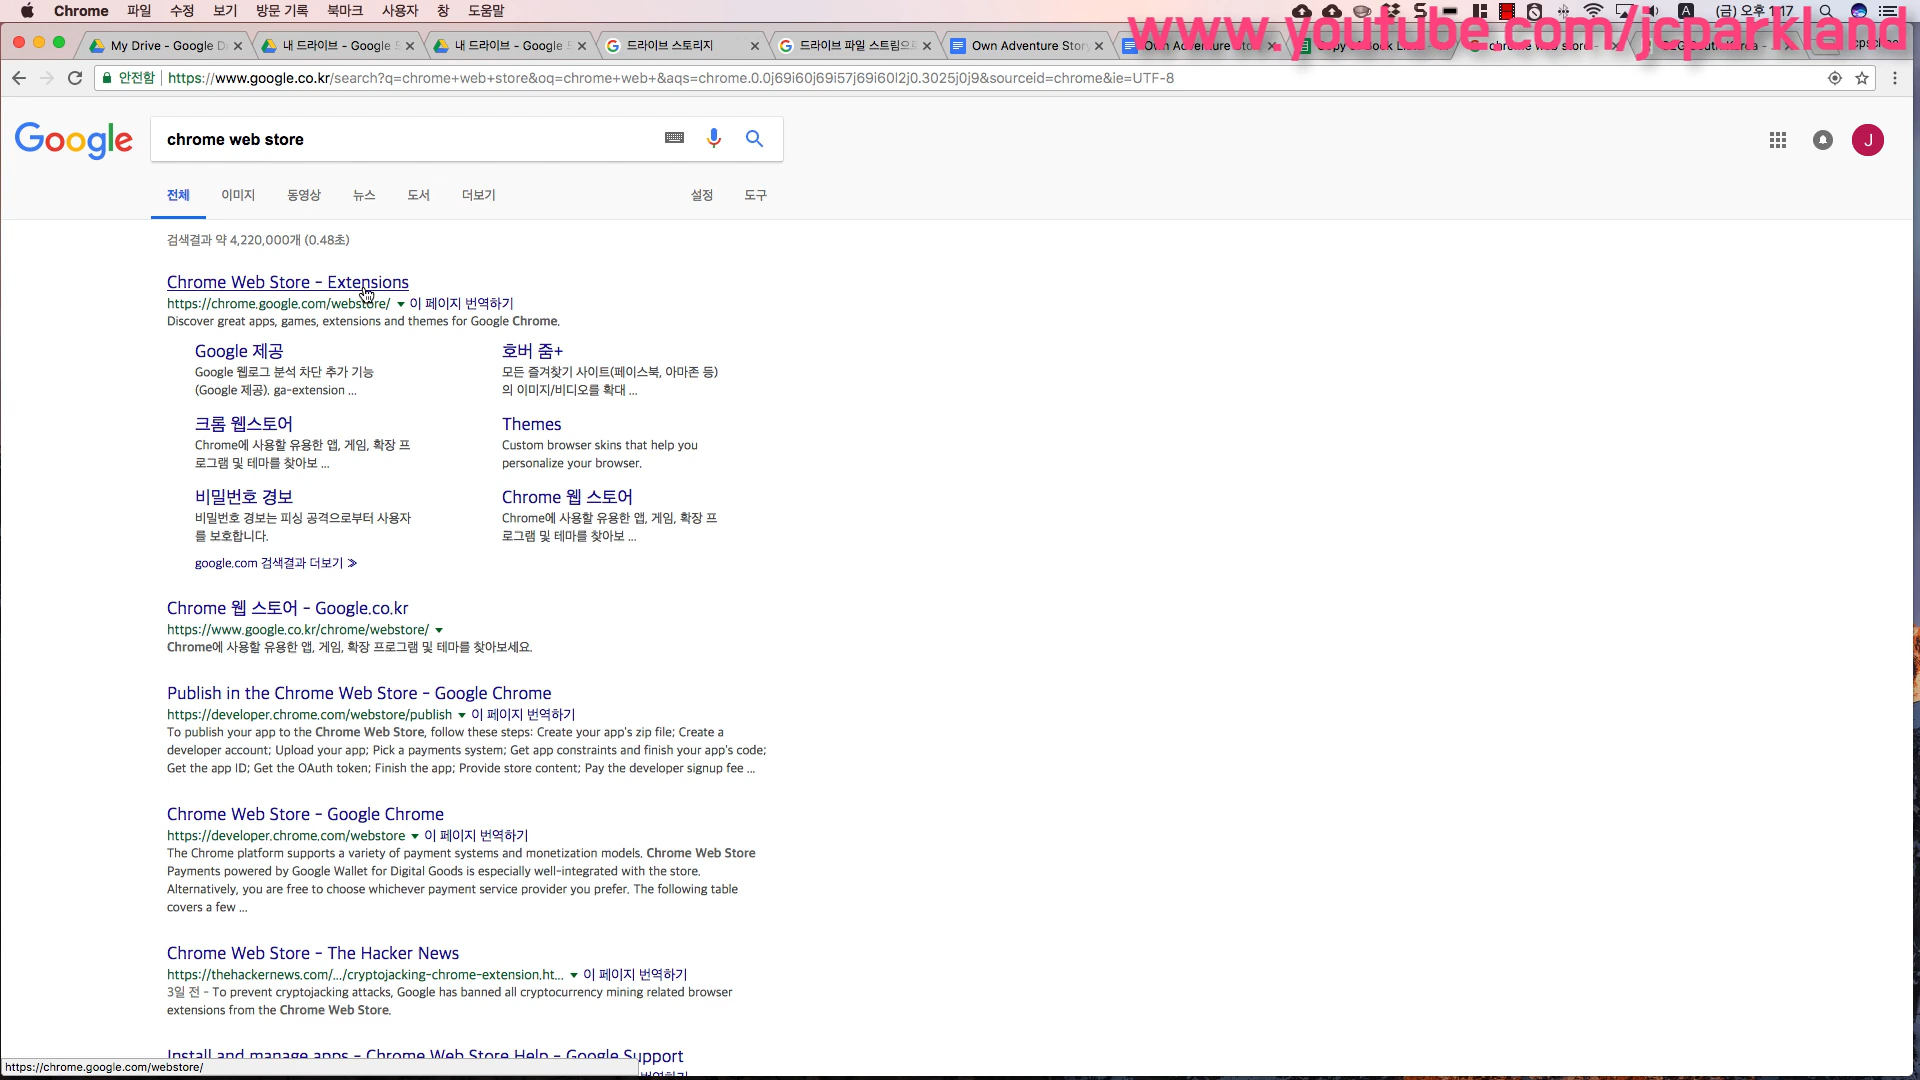 Chrome 파일 수정 보기 방문 기록 북마크 사용자 창 도움말
(금) 오후 1:17
www.youtube.com/jcparkland
My Drive - Google D
내 드라이브 - Google
내 드라이브 - Google
드라이브 스토리지
드라이브 파일 스트림으
Own Adventure Story
Own Adventure Sto
Copy of Book List
chrome web store
안전함 https://www.google.co.kr/search?q=chrome+web+store&oq=chrome+web+&aqs=chrome.0.0j69i60j69i57j69i60l2j0.3025j0j9&sourceid=chrome&ie=UTF-8
Google
chrome web store
J
전체 이미지 동영상 뉴스 도서 더보기 설정 도구
검색결과 약 4,220,000개 (0.48초)
Chrome Web Store - Extensions
https://chrome.google.com/webstore/ ▼ 이 페이지 번역하기
Discover great apps, games, extensions and themes for Google Chrome.
Google 제공
Google 웹로그 분석 차단 추가 기능
(Google 제공). ga-extension ...
호버 줌+
모든 즐겨찾기 사이트(페이스북, 아마존 등)
의 이미지/비디오를 확대 ...
크롬 웹스토어
Chrome에 사용할 유용한 앱, 게임, 확장 프
로그램 및 테마를 찾아보 ...
Themes
Custom browser skins that help you
personalize your browser.
비밀번호 경보
비밀번호 경보는 피싱 공격으로부터 사용자
를 보호합니다.
Chrome 웹 스토어
Chrome에 사용할 유용한 앱, 게임, 확장 프
로그램 및 테마를 찾아보 ...
google.com 검색결과 더보기 »
Chrome 웹 스토어 - Google.co.kr
https://www.google.co.kr/chrome/webstore/ ▼
Chrome에 사용할 유용한 앱, 게임, 확장 프로그램 및 테마를 찾아보세요.
Publish in the Chrome Web Store - Google Chrome
https://developer.chrome.com/webstore/publish ▼ 이 페이지 번역하기
To publish your app to the Chrome Web Store, follow these steps: Create your app's zip file; Create a
developer account; Upload your app; Pick a payments system; Get app constraints and finish your app's code;
Get the app ID; Get the OAuth token; Finish the app; Provide store content; Pay the developer signup fee ...
Chrome Web Store - Google Chrome
https://developer.chrome.com/webstore ▼ 이 페이지 번역하기
The Chrome platform supports a variety of payment systems and monetization models. Chrome Web Store
Payments powered by Google Wallet for Digital Goods is especially well-integrated with the store.
Alternatively, you are free to choose whichever payment service provider you prefer. The following table
covers a few ...
Chrome Web Store - The Hacker News
https://thehackernews.com/.../cryptojacking-chrome-extension.ht... ▼ 이 페이지 번역하기
3일 전 - To prevent cryptojacking attacks, Google has banned all cryptocurrency mining related browser
extensions from the Chrome Web Store.
Install and manage apps - Chrome Web Store Help - Google Support
https://chrome.google.com/webstore/